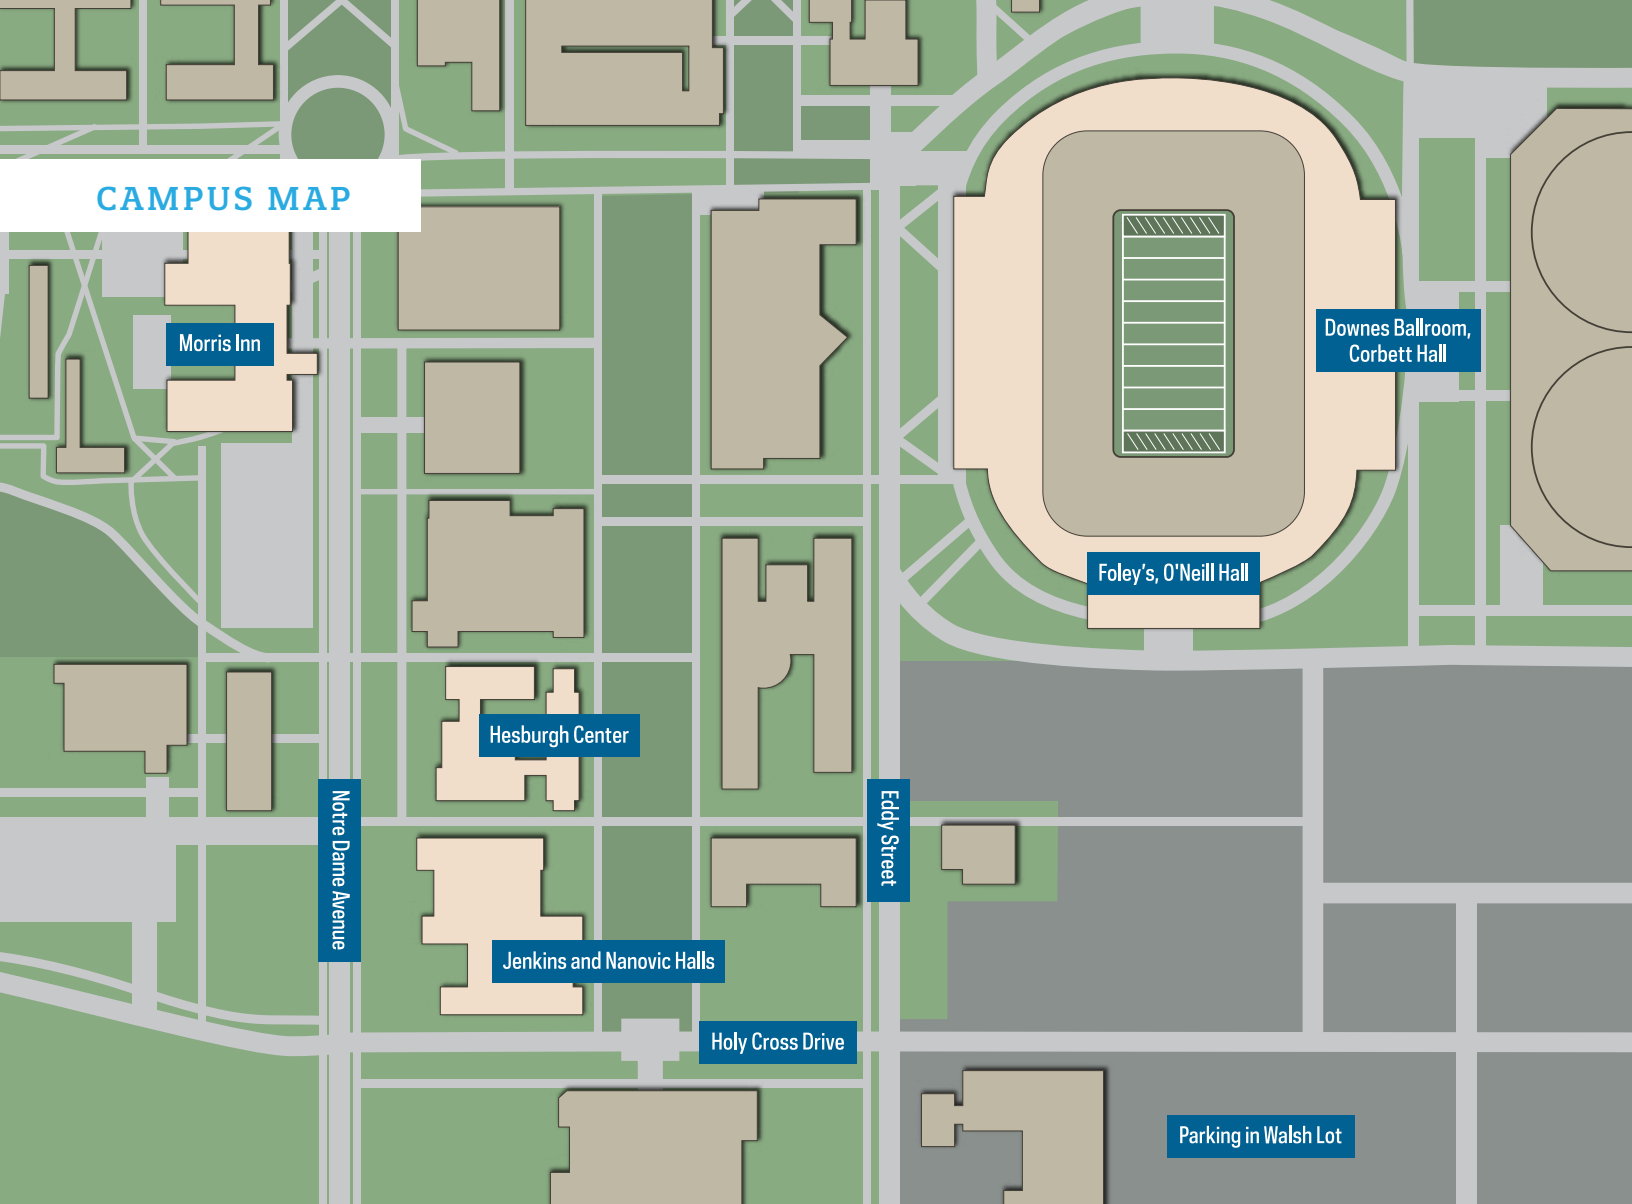 CAMPUS MAP
Morris Inn
Downes Ballroom,
Corbett Hall
Foley's, O'Neill Hall
Hesburgh Center
Notre Dame Avenue
Eddy Street
Jenkins and Nanovic Halls
Holy Cross Drive
Parking in Walsh Lot